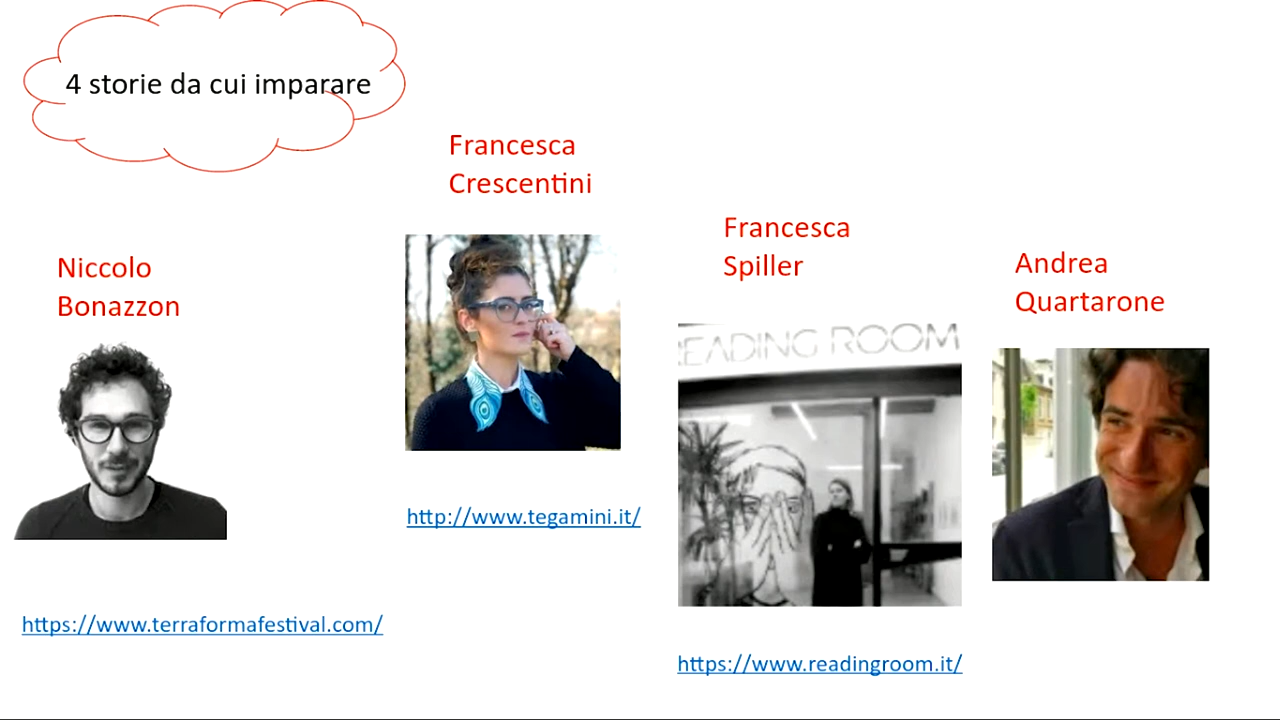 4 storie da cui imparare
Francesca
Crescentini
Francesca
Spiller
Niccolo
Bonazzon
Andrea
Quartarone
EADING ROOM
http://www.tegamini.it/
https://www.terraformafestival.com/
https://www.readingroom.it/